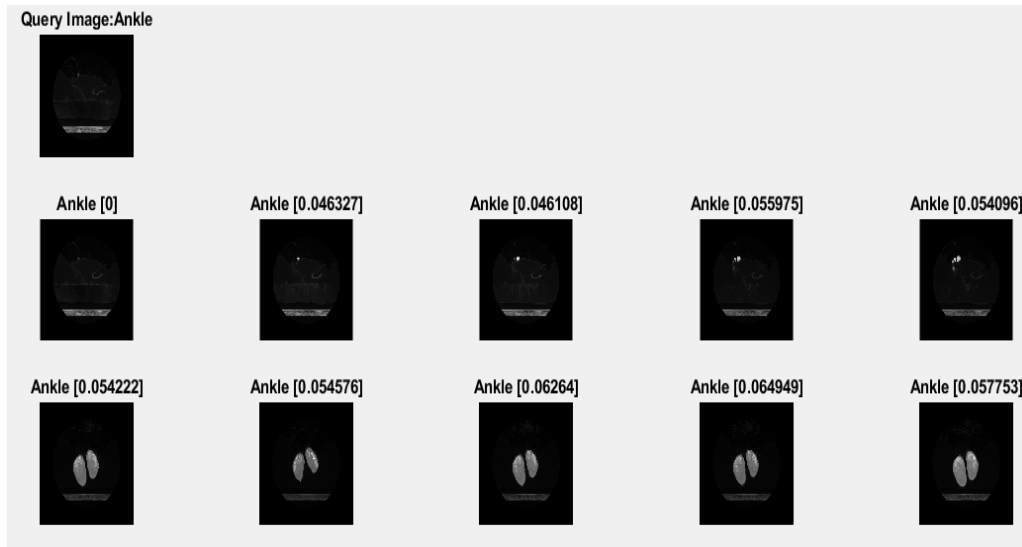 Query Image:Ankle
Ankle [0] Ankle [0.046327] Ankle [0.046108] Ankle [0.055975] Ankle [0.054096]
Ankle [0.054222] Ankle [0.054576] Ankle [0.06264] Ankle [0.064949] Ankle [0.057753]